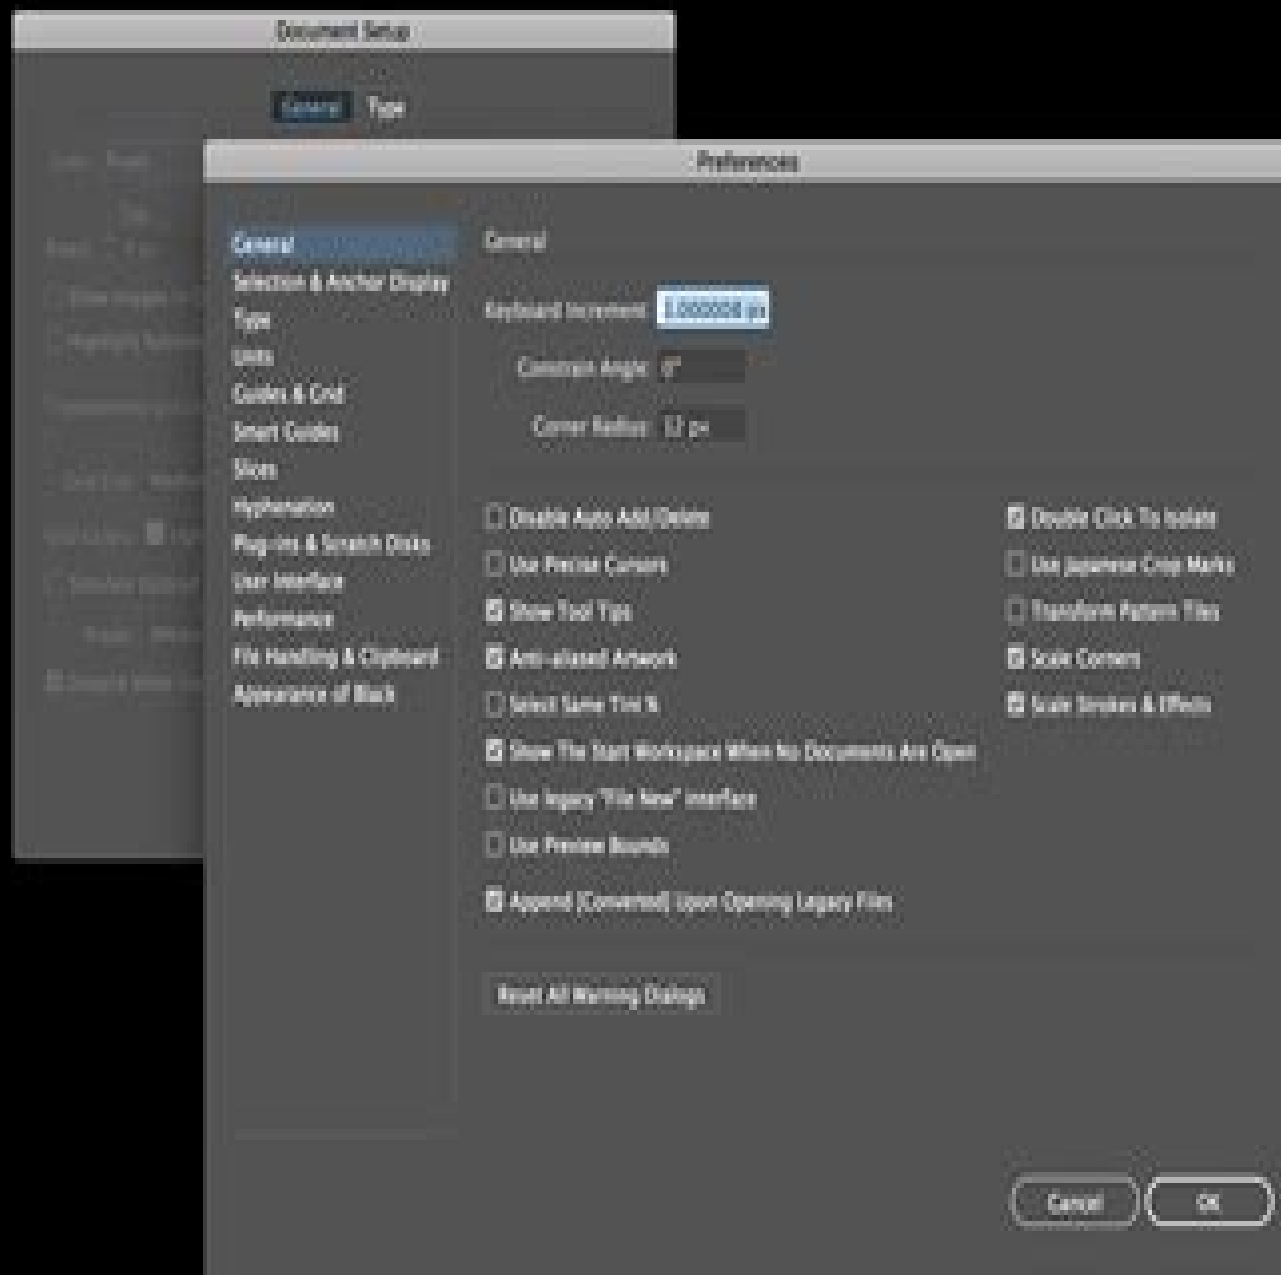 Document Setup
General Type
Preferences
General
Selection & Anchor Display
Type
Units
Guides & Grid
Smart Guides
Slices
Hyphenation
Plug-ins & Scratch Disks
User Interface
Performance
File Handling & Clipboard
Appearance of Black
General
Keyboard Increment: px
Constrain Angle: 0°
Corner Radius: 12 px
Disable Auto Add/Delete
Use Precise Cursors
Show Tool Tips
Anti-aliased Artwork
Select Same Tint %
Show The Start Workspace When No Documents Are Open
Use legacy "File New" interface
Use Preview Bounds
Append [Converted] Upon Opening Legacy Files
Double Click To Isolate
Use Japanese Crop Marks
Transform Pattern Tiles
Scale Corners
Scale Strokes & Effects
Reset All Warning Dialogs
Cancel OK